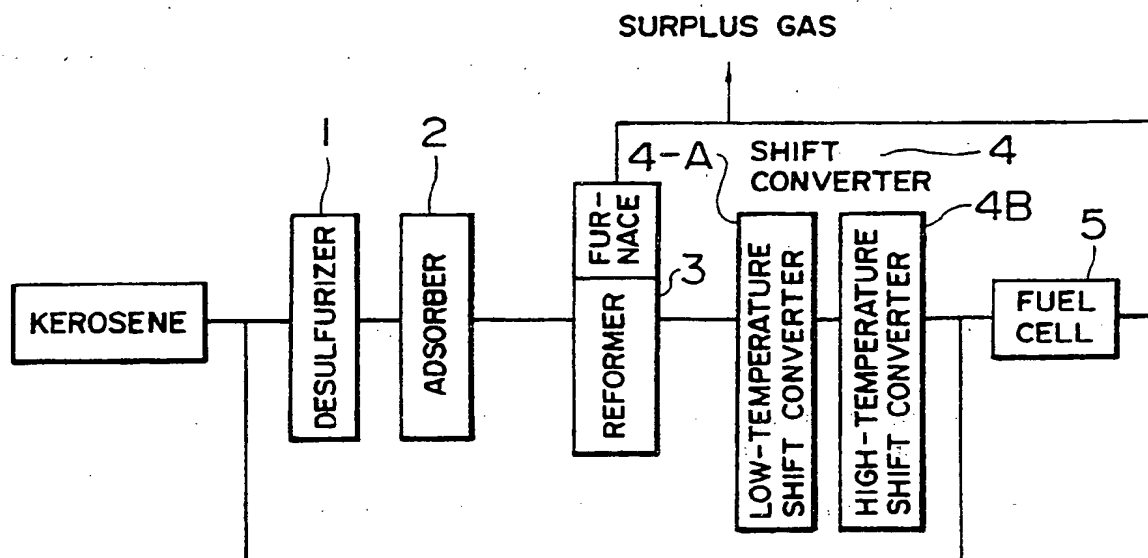 SURPLUS GAS
1
2
4-A
SHIFT
CONVERTER
4
4B
5
3
KEROSENE
DESULFURIZER
ADSORBER
FUR-
NACE
REFORMER
LOW-TEMPERATURE
SHIFT CONVERTER
HIGH-TEMPERATURE
SHIFT CONVERTER
FUEL
CELL